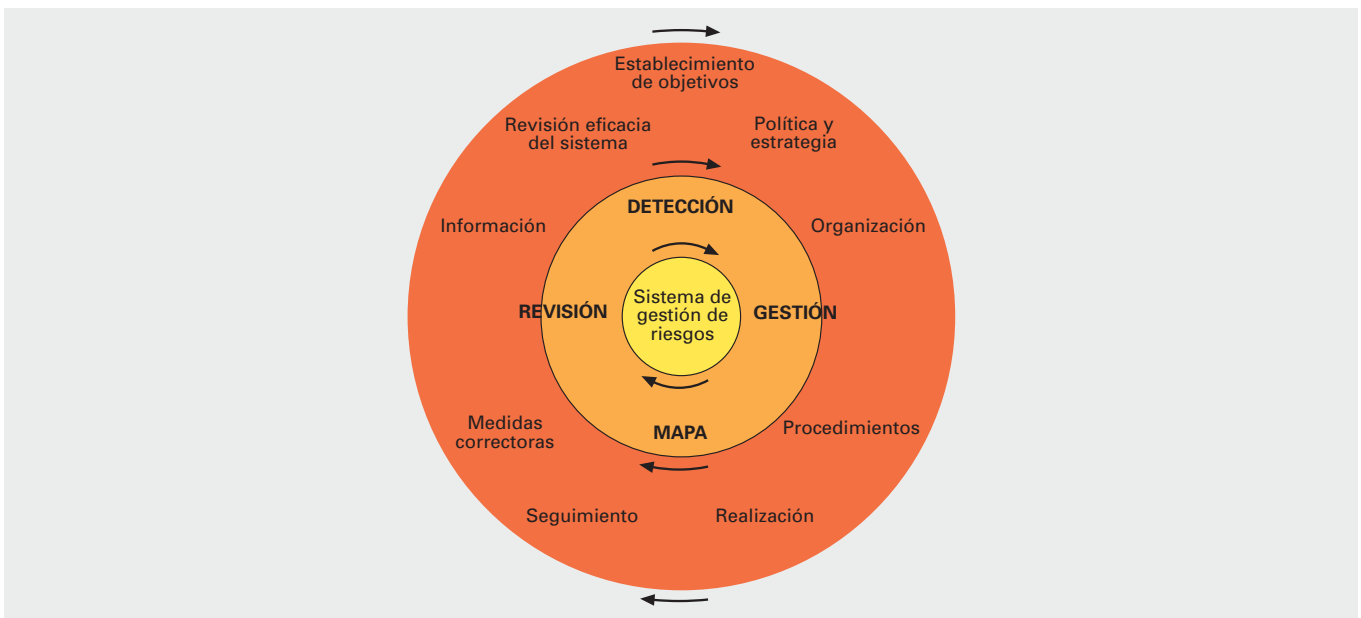 Establecimiento
de objetivos
Revisión eficacia
del sistema
Política y
estrategia
DETECCIÓN
Información
Organización
REVISIÓN
Sistema de
gestión de
riesgos
GESTIÓN
Medidas
correctoras
MAPA
Procedimientos
Seguimiento
Realización